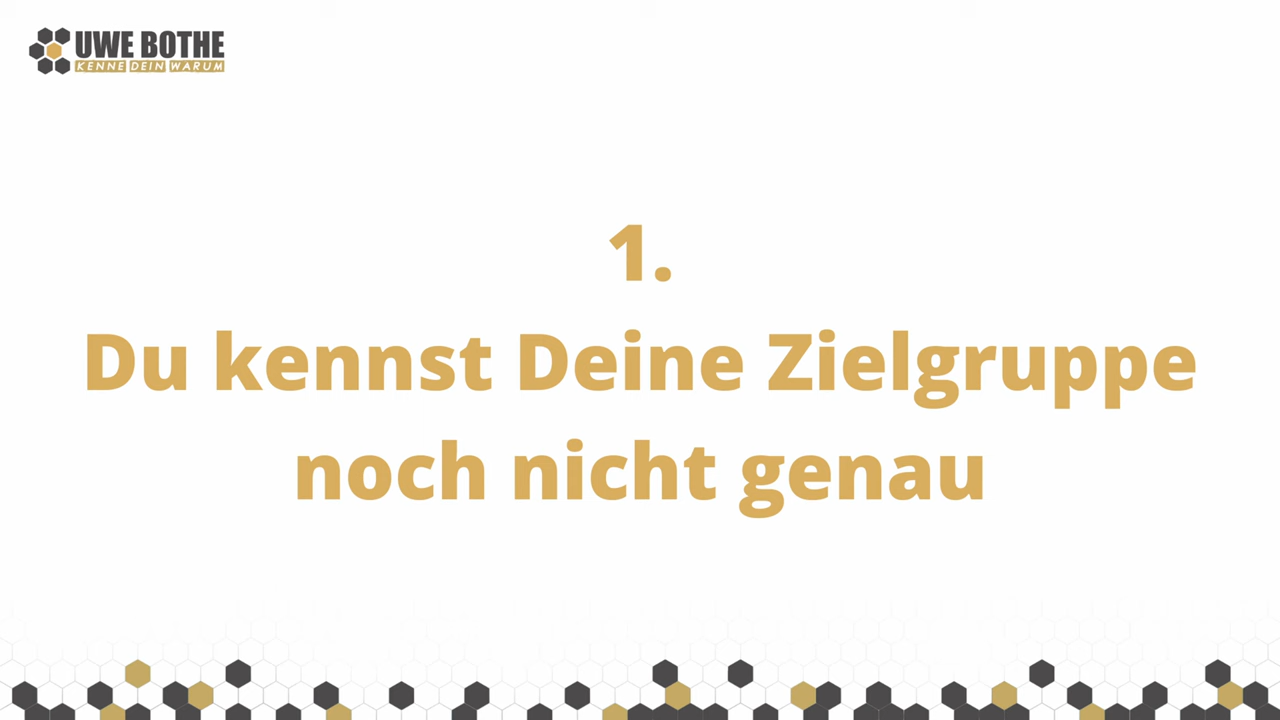 UWE BOTHE
KENNE DEIN WARUM
1.
Du kennst Deine Zielgruppe
noch nicht genau